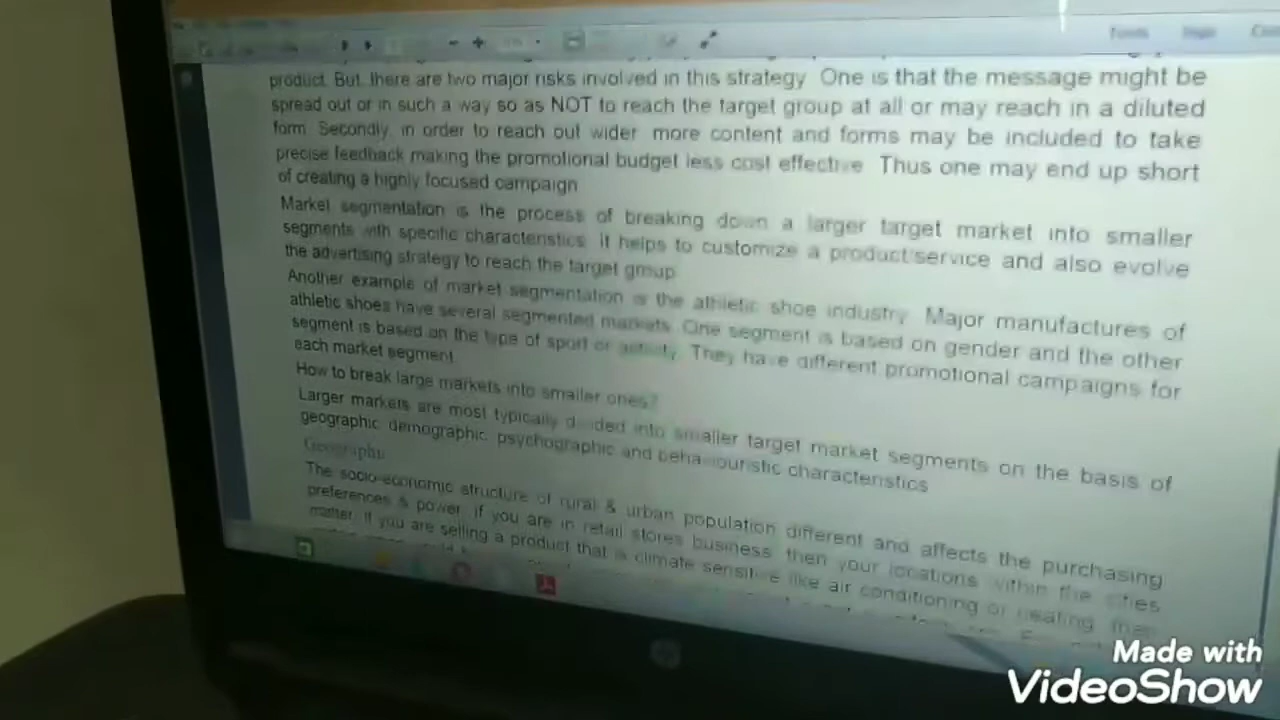 Tools
product. But, there are two major risks involved in this strategy. One is that the message might be
spread out or in such a way so as NOT to reach the target group at all or may reach in a diluted
form. Secondly, in order to reach out wider, more content and forms may be included to take
precise feedback making the promotional budget less cost effective. Thus one may end up short
of creating a highly focused campaign
Market segmentation is the process of breaking down a larger target market into smaller
segments with specific characteristics. It helps to customize a product/service and also evolve
the advertising strategy to reach the target group
Another example of market segmentation is the athletic shoe industry. Major manufactures of
athletic shoes have several segmented markets. One segment is based on gender and the other
segment is based on the type of sport or activity. They have different promotional campaigns for
each market segment.
How to break large markets into smaller ones?
Larger markets are most typically divided into smaller target market segments on the basis of
geographic, demographic, psychographic and behaviouristic characteristics
Geographic
The socio-economic structure of rural & urban population different and affects the purchasing
preferences & power. if you are in retail stores business, then your locations within the cities
matter. If you are selling a product that is climate sensitive like air conditioning or heating, then
Made with
VideoShow